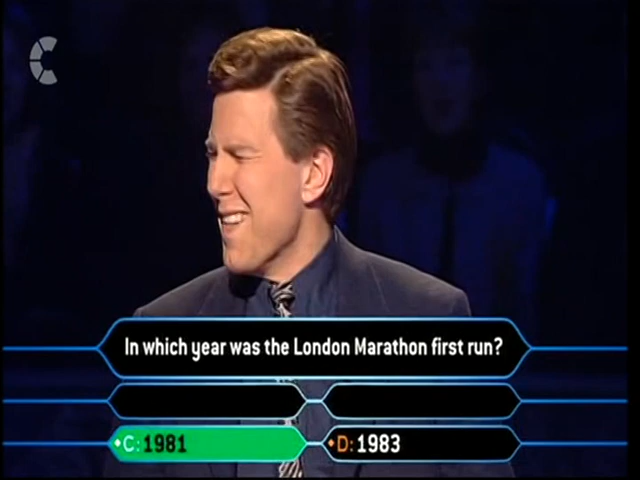 In which year was the London Marathon first run?
C: 1981
D: 1983